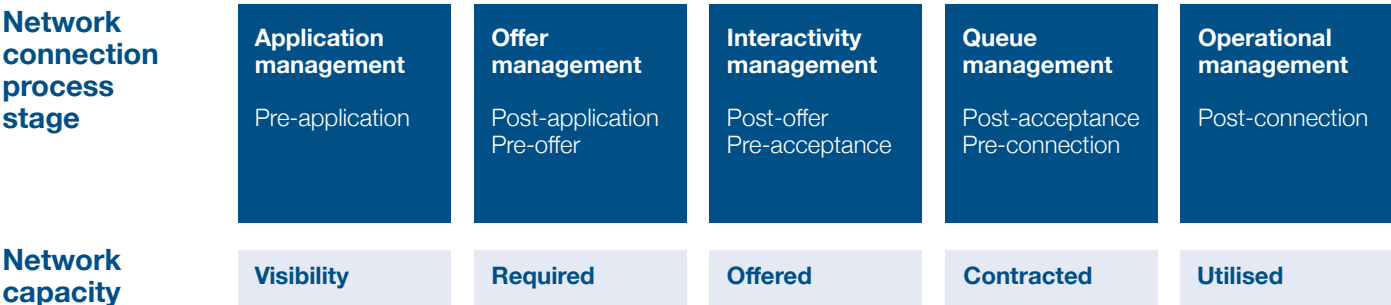 Network
connection
process
stage
Application
management
Pre-application
Offer
management
Post-application
Pre-offer
Interactivity
management
Post-offer
Pre-acceptance
Queue
management
Post-acceptance
Pre-connection
Operational
management
Post-connection
Network
capacity
Visibility
Required
Offered
Contracted
Utilised